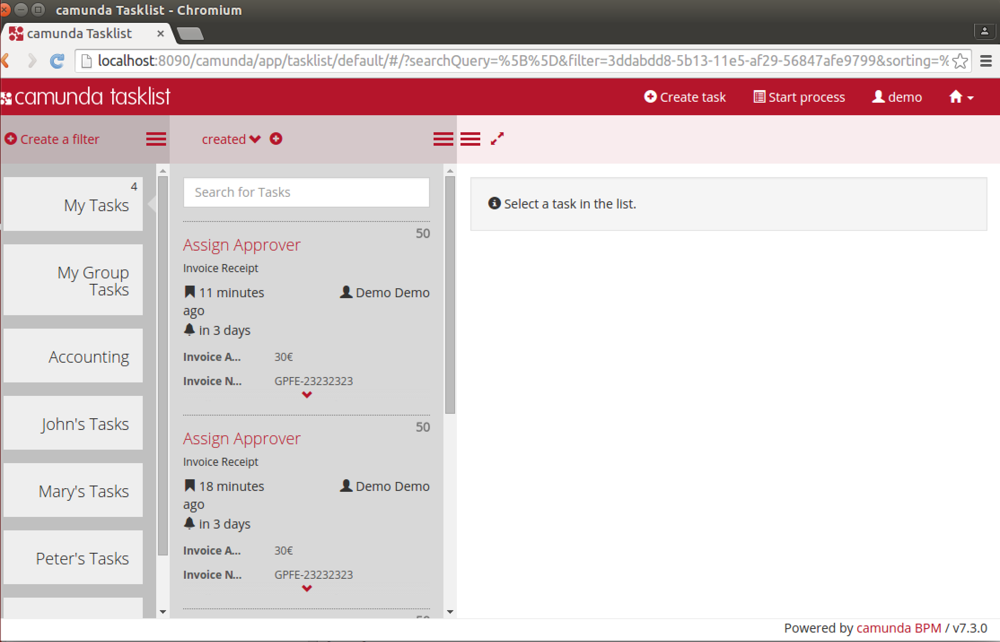 camunda Tasklist - Chromium
camunda Tasklist
localhost:8090/camunda/app/tasklist/default/#/?searchQuery=%5B%5D&filter=3ddabdd8-5b13-11e5-af29-56847afe9799&sorting=%
camunda tasklist
Create task
Start process
demo
Create a filter
created
4
My Tasks
My Group
Tasks
Accounting
John's Tasks
Mary's Tasks
Peter's Tasks
Search for Tasks
50
Assign Approver
Invoice Receipt
11 minutes
ago
Demo Demo
in 3 days
Invoice A... 30€
Invoice N... GPFE-23232323
50
Assign Approver
Invoice Receipt
18 minutes
ago
Demo Demo
in 3 days
Invoice A... 30€
Invoice N... GPFE-23232323
Select a task in the list.
Powered by camunda BPM / v7.3.0